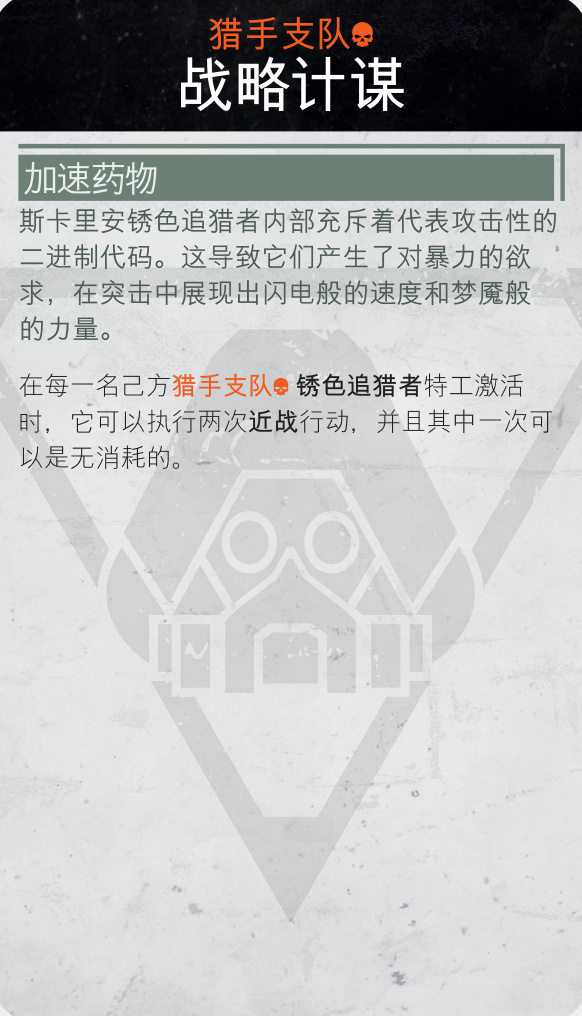 猎手支队
战略计谋
加速药物
斯卡里安锈色追猎者内部充斥着代表攻击性的
二进制代码。这导致它们产生了对暴力的欲
求，在突击中展现出闪电般的速度和梦魇般
的力量。
在每一名己方猎手支队 锈色追猎者特工激活
时，它可以执行两次近战行动，并且其中一次可
以是无消耗的。